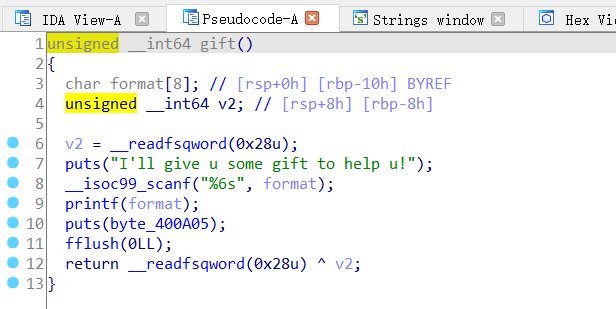 IDA View-A Pseudocode-A Strings window Hex Vi
1 unsigned __int64 gift()
2 {
3 char format[8]; // [rsp+0h] [rbp-10h] BYREF
4 unsigned __int64 v2; // [rsp+8h] [rbp-8h]
5
6 v2 = __readfsqword(0x28u);
7 puts("I'll give u some gift to help u!");
8 __isoc99_scanf("%6s", format);
9 printf(format);
10 puts(byte_400A05);
11 fflush(0LL);
12 return __readfsqword(0x28u) ^ v2;
13 }